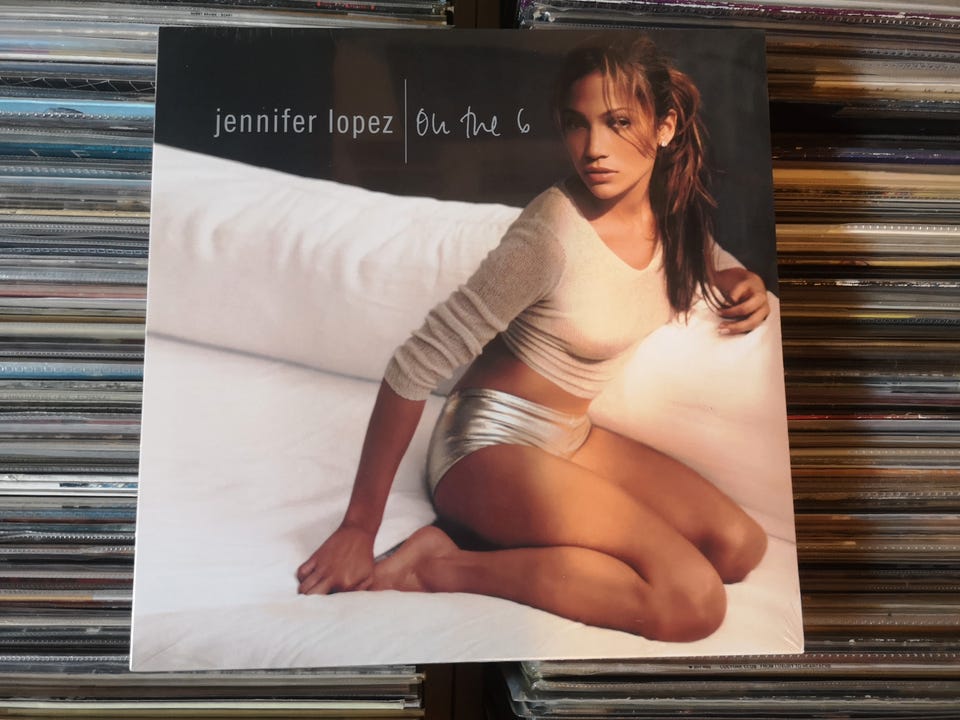 jennifer lopez | On the 6